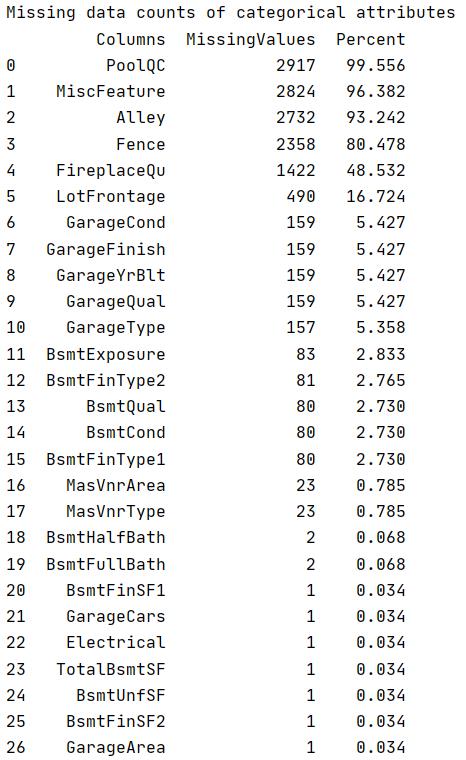 Missing data counts of categorical attributes
Columns MissingValues Percent
0 PoolQC 2917 99.556
1 MiscFeature 2824 96.382
2 Alley 2732 93.242
3 Fence 2358 80.478
4 FireplaceQu 1422 48.532
5 LotFrontage 490 16.724
6 GarageCond 159 5.427
7 GarageFinish 159 5.427
8 GarageYrBlt 159 5.427
9 GarageQual 159 5.427
10 GarageType 157 5.358
11 BsmtExposure 83 2.833
12 BsmtFinType2 81 2.765
13 BsmtQual 80 2.730
14 BsmtCond 80 2.730
15 BsmtFinType1 80 2.730
16 MasVnrArea 23 0.785
17 MasVnrType 23 0.785
18 BsmtHalfBath 2 0.068
19 BsmtFullBath 2 0.068
20 BsmtFinSF1 1 0.034
21 GarageCars 1 0.034
22 Electrical 1 0.034
23 TotalBsmtSF 1 0.034
24 BsmtUnfSF 1 0.034
25 BsmtFinSF2 1 0.034
26 GarageArea 1 0.034